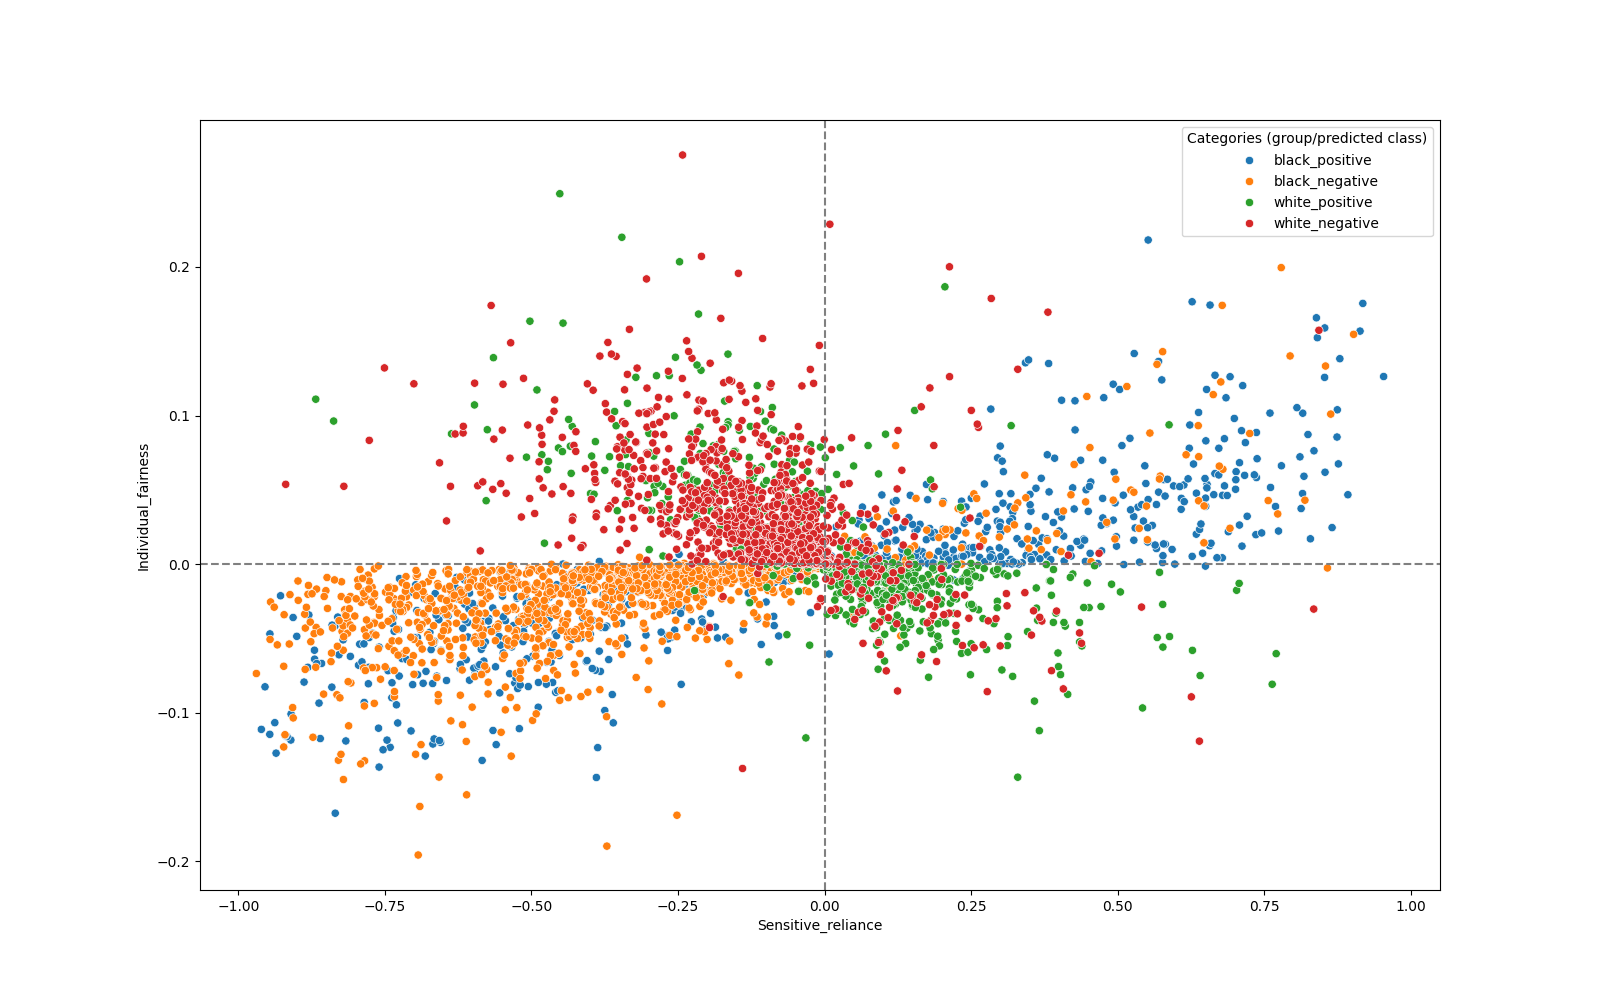 Categories (group/predicted class)
black_positive
black_negative
white_positive
white_negative
0.2
0.1
0.0
−0.1
−0.2
Individual_fairness
−1.00
−0.75
−0.50
−0.25
0.00
0.25
0.50
0.75
1.00
Sensitive_reliance